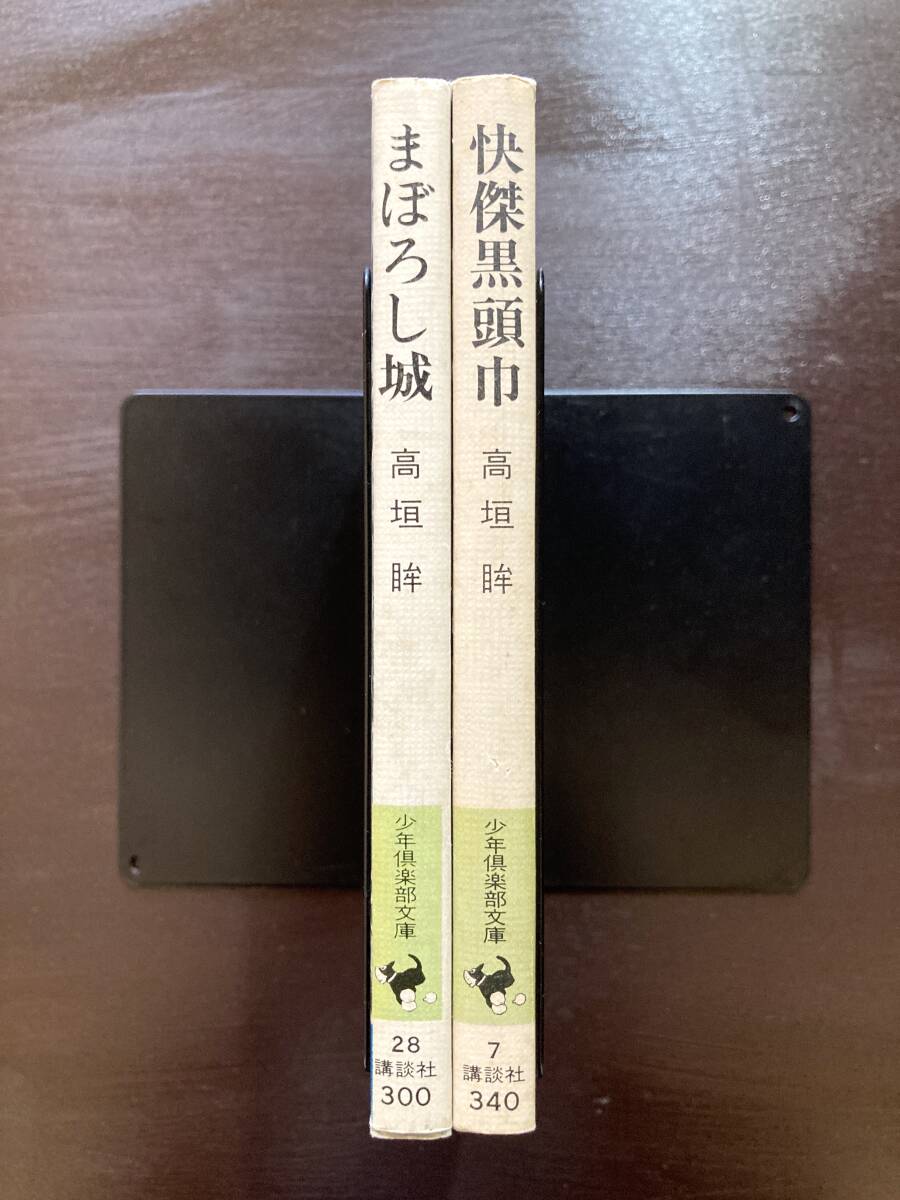 快傑黒頭巾
高垣眸
少年倶楽部文庫
7
講談社
340
まぼろし城
高垣眸
少年倶楽部文庫
28
講談社
300